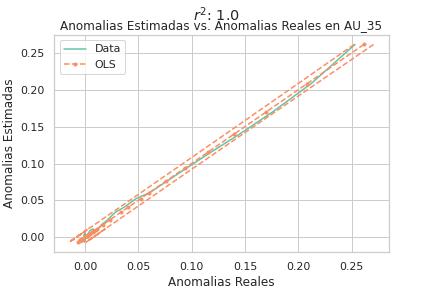 r²: 1.0
Anomalias Estimadas vs. Anomalias Reales en AU_35
Data
OLS
Anomalias Estimadas
0.25
0.20
0.15
0.10
0.05
0.00
0.00 0.05 0.10 0.15 0.20 0.25
Anomalias Reales